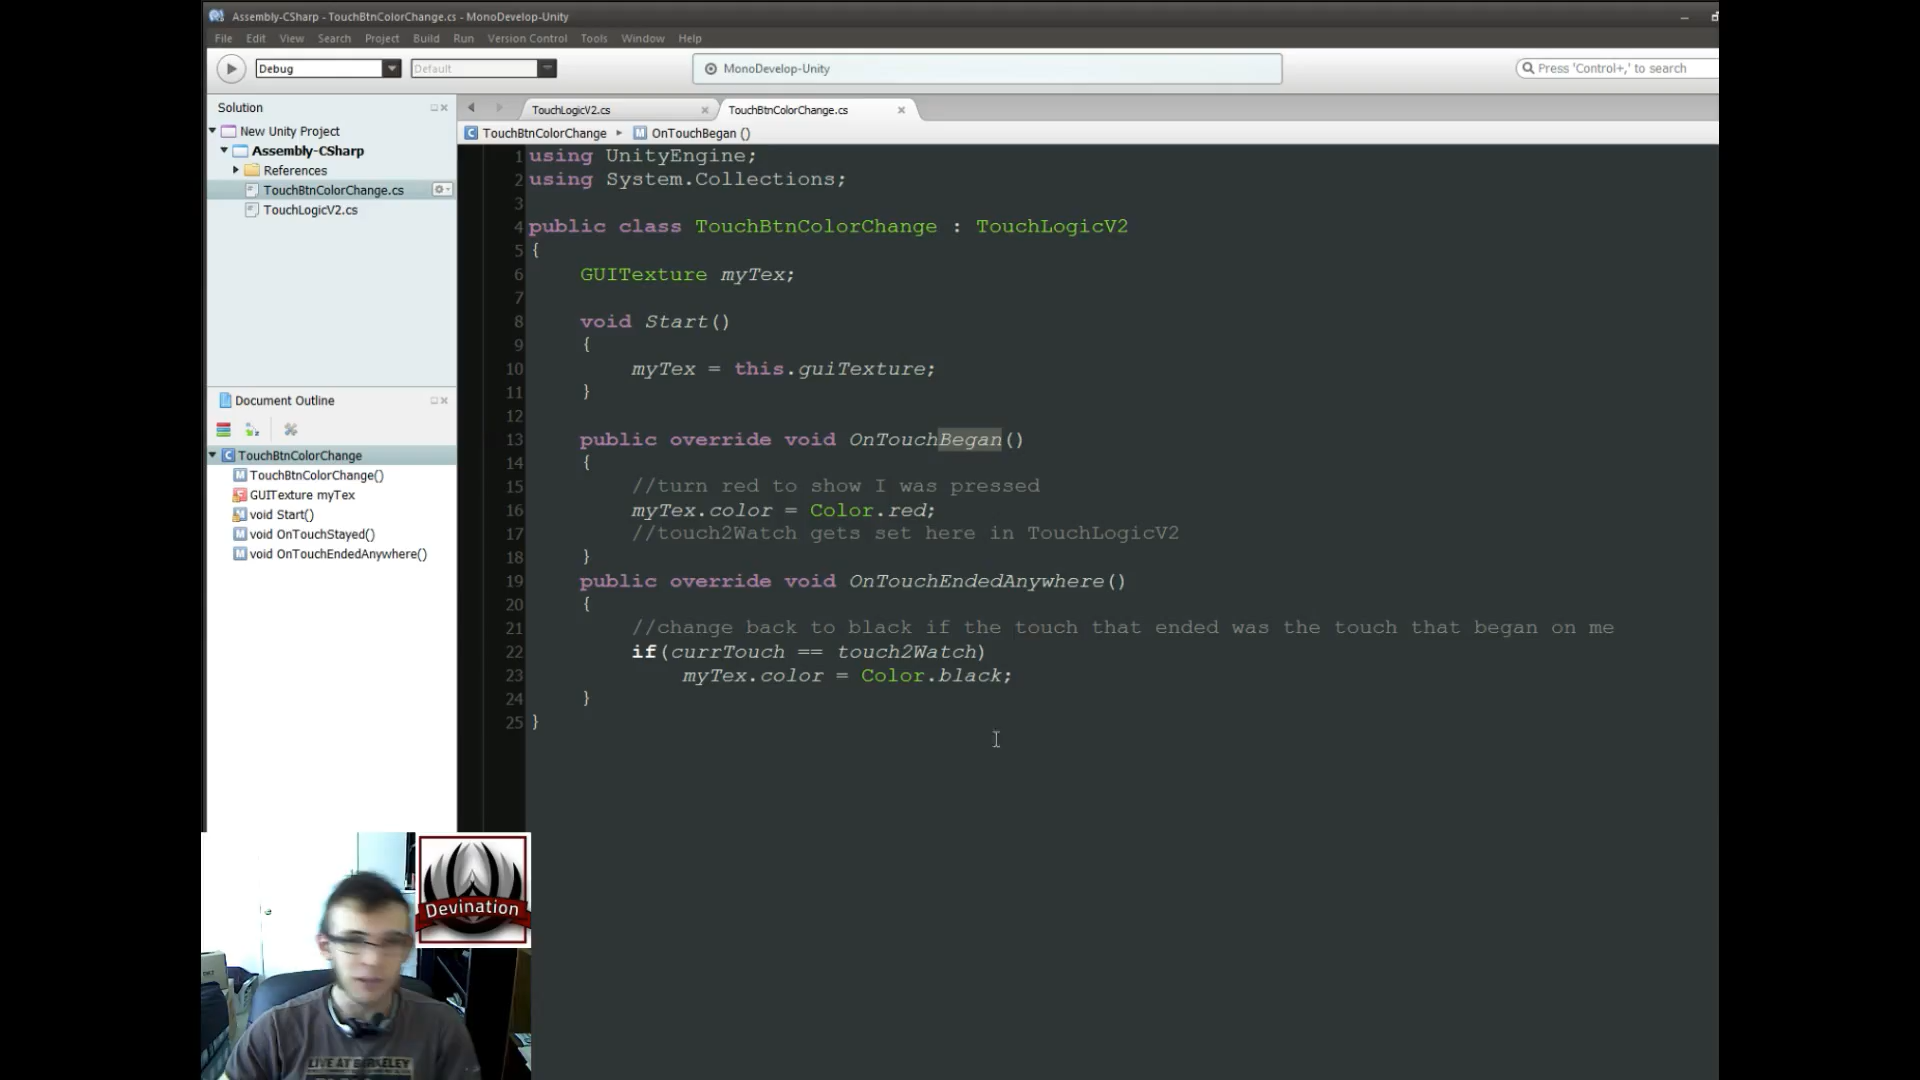 Assembly-CSharp - TouchBtnColorChange.cs - MonoDevelop-Unity
File Edit View Search Project Build Run Version Control Tools Window Help
Debug Default MonoDevelop-Unity Press 'Control+,' to search
Solution
New Unity Project
Assembly-CSharp
References
TouchBtnColorChange.cs
TouchLogicV2.cs
Document Outline
TouchBtnColorChange
TouchBtnColorChange()
GUITexture myTex
void Start()
void OnTouchStayed()
void OnTouchEndedAnywhere()
TouchLogicV2.cs TouchBtnColorChange.cs
TouchBtnColorChange OnTouchBegan ()
1 using UnityEngine;
2 using System.Collections;
3
4 public class TouchBtnColorChange : TouchLogicV2
5 {
6 GUITexture myTex;
7
8 void Start()
9 {
10 myTex = this.guiTexture;
11 }
12
13 public override void OnTouchBegan()
14 {
15 //turn red to show I was pressed
16 myTex.color = Color.red;
17 //touch2Watch gets set here in TouchLogicV2
18 }
19 public override void OnTouchEndedAnywhere()
20 {
21 //change back to black if the touch that ended was the touch that began on me
22 if(currTouch == touch2Watch)
23 myTex.color = Color.black;
24 }
25 }
Devination
LIVE AT BERKELEY